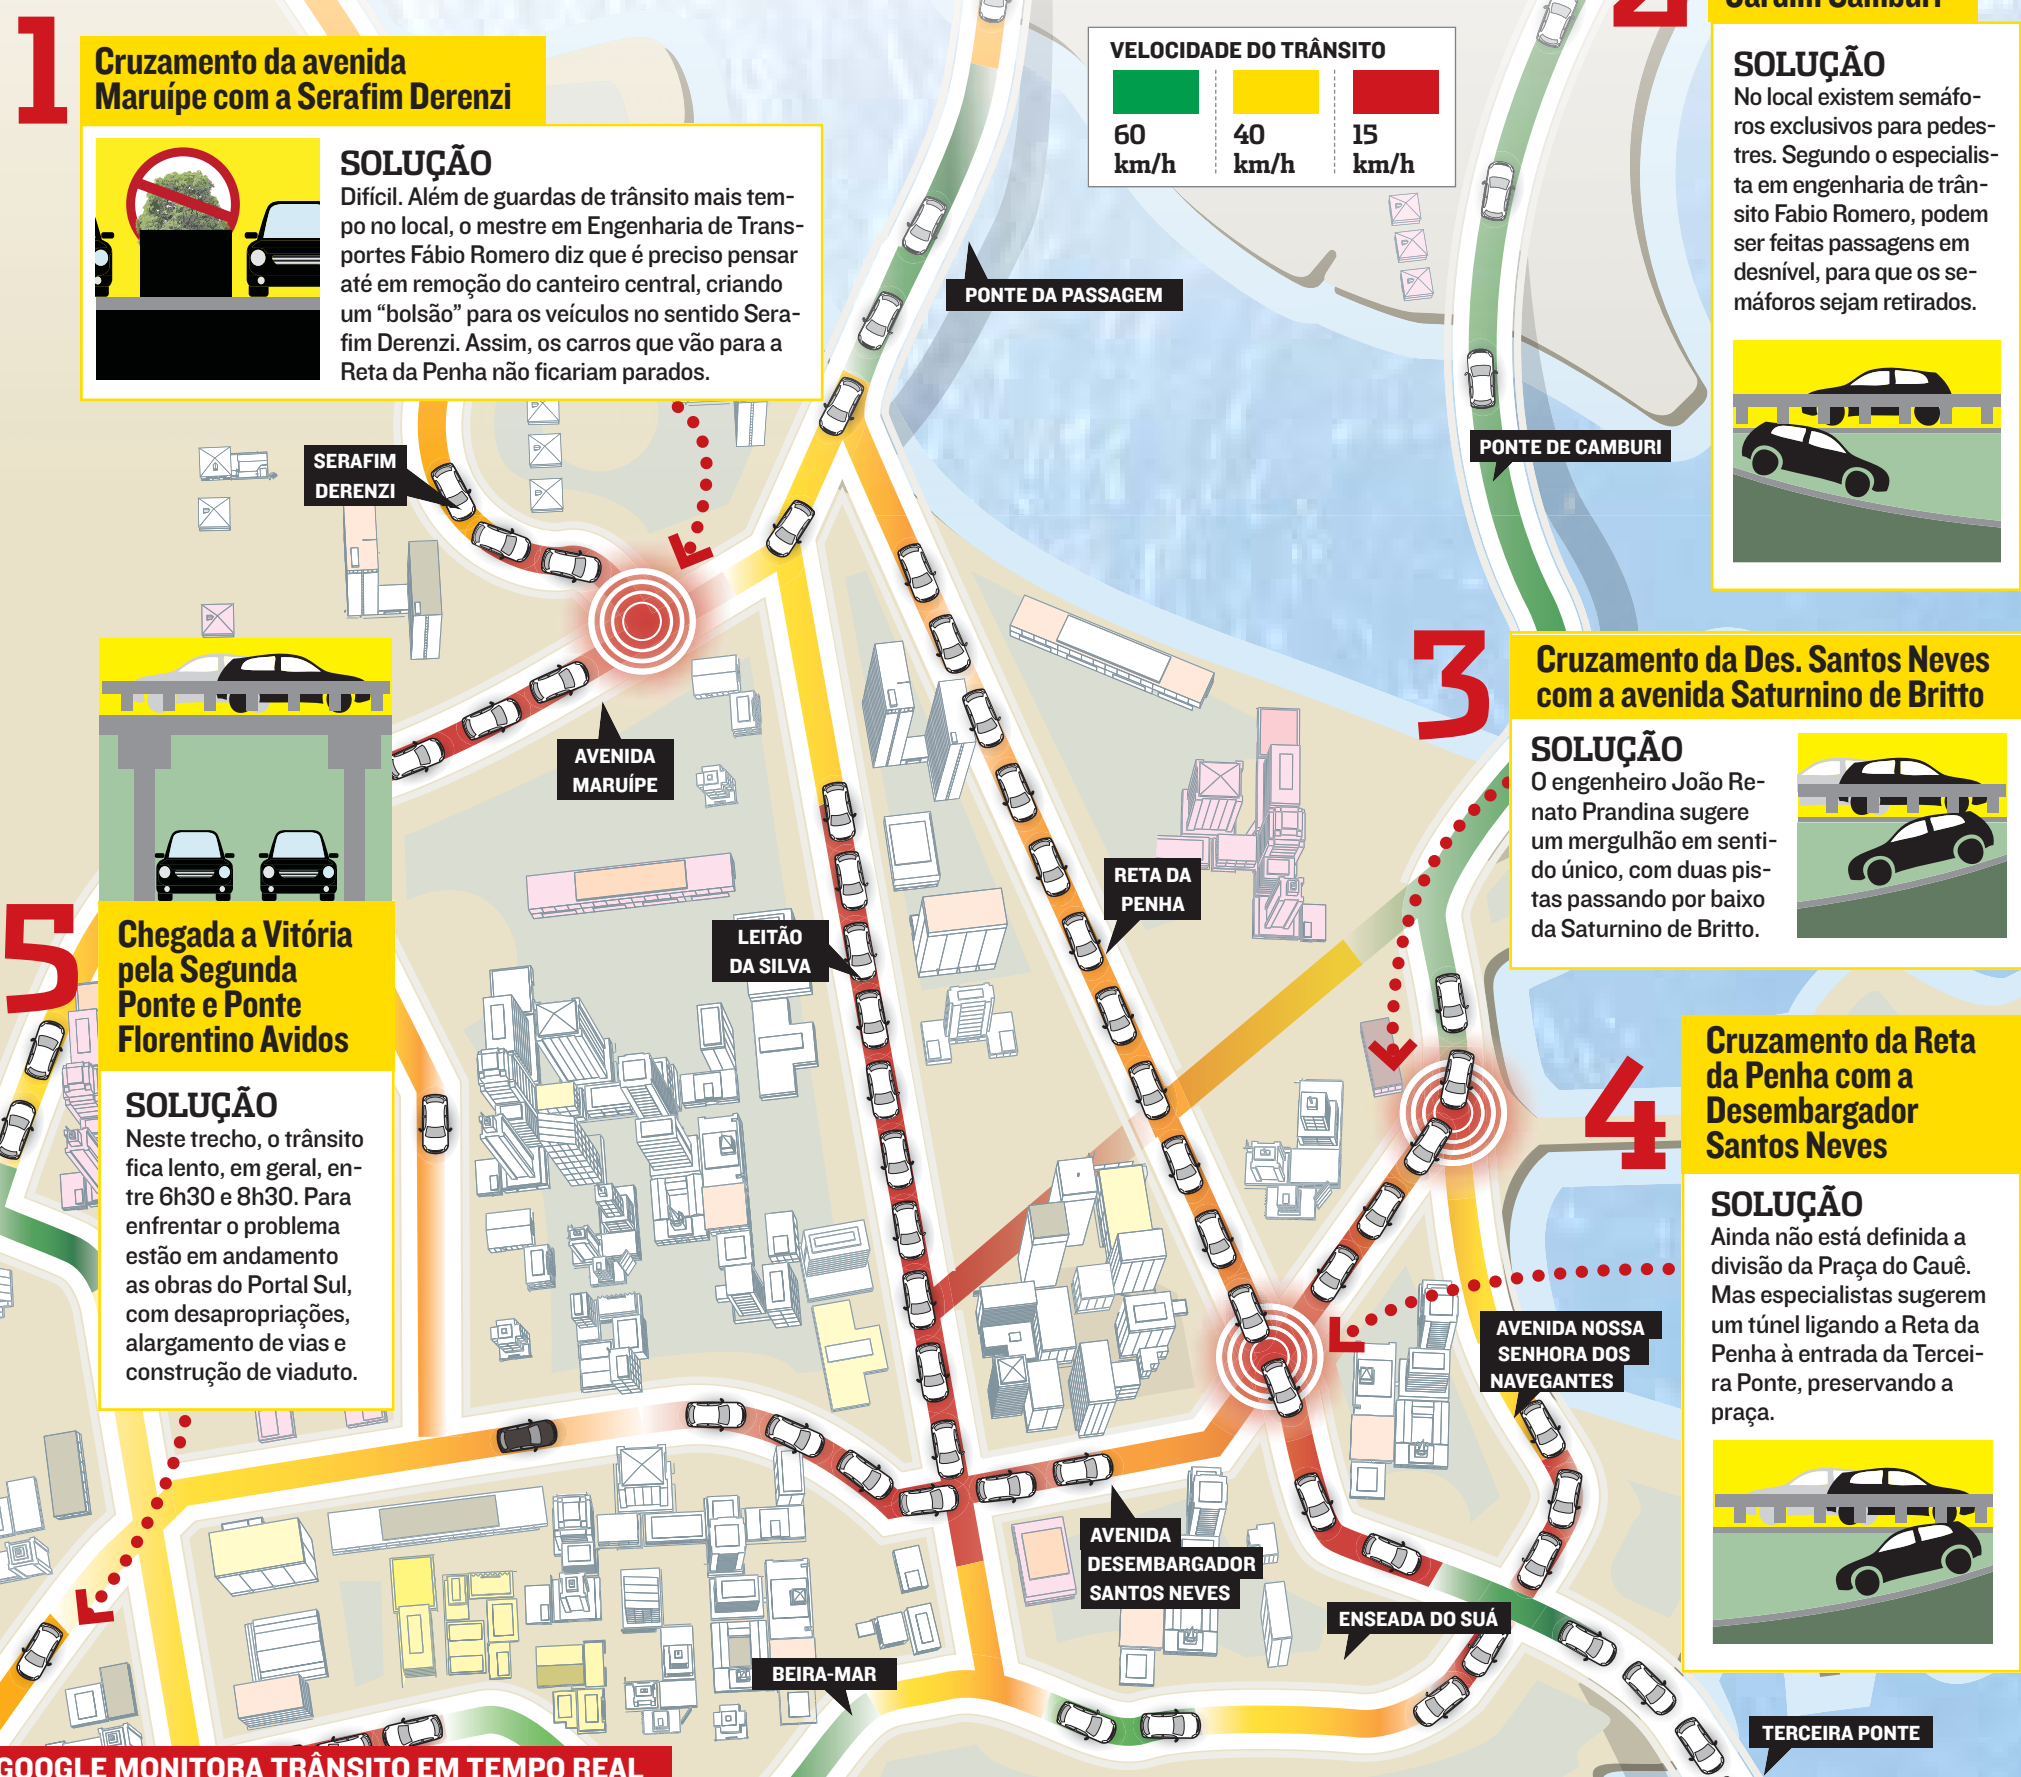 1
Cruzamento da avenida
Maruípe com a Serafim Derenzi
SOLUÇÃO
Difícil. Além de guardas de trânsito mais tem-
po no local, o mestre em Engenharia de Trans-
portes Fábio Romero diz que é preciso pensar
até em remoção do canteiro central, criando
um “bolsão” para os veículos no sentido Sera-
fim Derenzi. Assim, os carros que vão para a
Reta da Penha não ficariam parados.
VELOCIDADE DO TRÂNSITO
60 km/h
40 km/h
15 km/h
2
Jardim Camburi
SOLUÇÃO
No local existem semáfo-
ros exclusivos para pedes-
tres. Segundo o especialis-
ta em engenharia de trân-
sito Fabio Romero, podem
ser feitas passagens em
desnível, para que os se-
máforos sejam retirados.
PONTE DA PASSAGEM
PONTE DE CAMBURI
SERAFIM
DERENZI
3
Cruzamento da Des. Santos Neves
com a avenida Saturnino de Britto
SOLUÇÃO
O engenheiro João Re-
nato Prandina sugere
um mergulhão em senti-
do único, com duas pis-
tas passando por baixo
da Saturnino de Britto.
AVENIDA
MARUÍPE
RETA DA
PENHA
LEITÃO
DA SILVA
5
Chegada a Vitória
pela Segunda
Ponte e Ponte
Florentino Avidos
SOLUÇÃO
Neste trecho, o trânsito
fica lento, em geral, en-
tre 6h30 e 8h30. Para
enfrentar o problema
estão em andamento
as obras do Portal Sul,
com desapropriações,
alargamento de vias e
construção de viaduto.
4
Cruzamento da Reta
da Penha com a
Desembargador
Santos Neves
SOLUÇÃO
Ainda não está definida a
divisão da Praça do Cauê.
Mas especialistas sugerem
um túnel ligando a Reta da
Penha à entrada da Tercei-
ra Ponte, preservando a
praça.
AVENIDA NOSSA
SENHORA DOS
NAVEGANTES
AVENIDA
DESEMBARGADOR
SANTOS NEVES
ENSEADA DO SUÁ
BEIRA-MAR
TERCEIRA PONTE
GOOGLE MONITORA TRÂNSITO EM TEMPO REAL